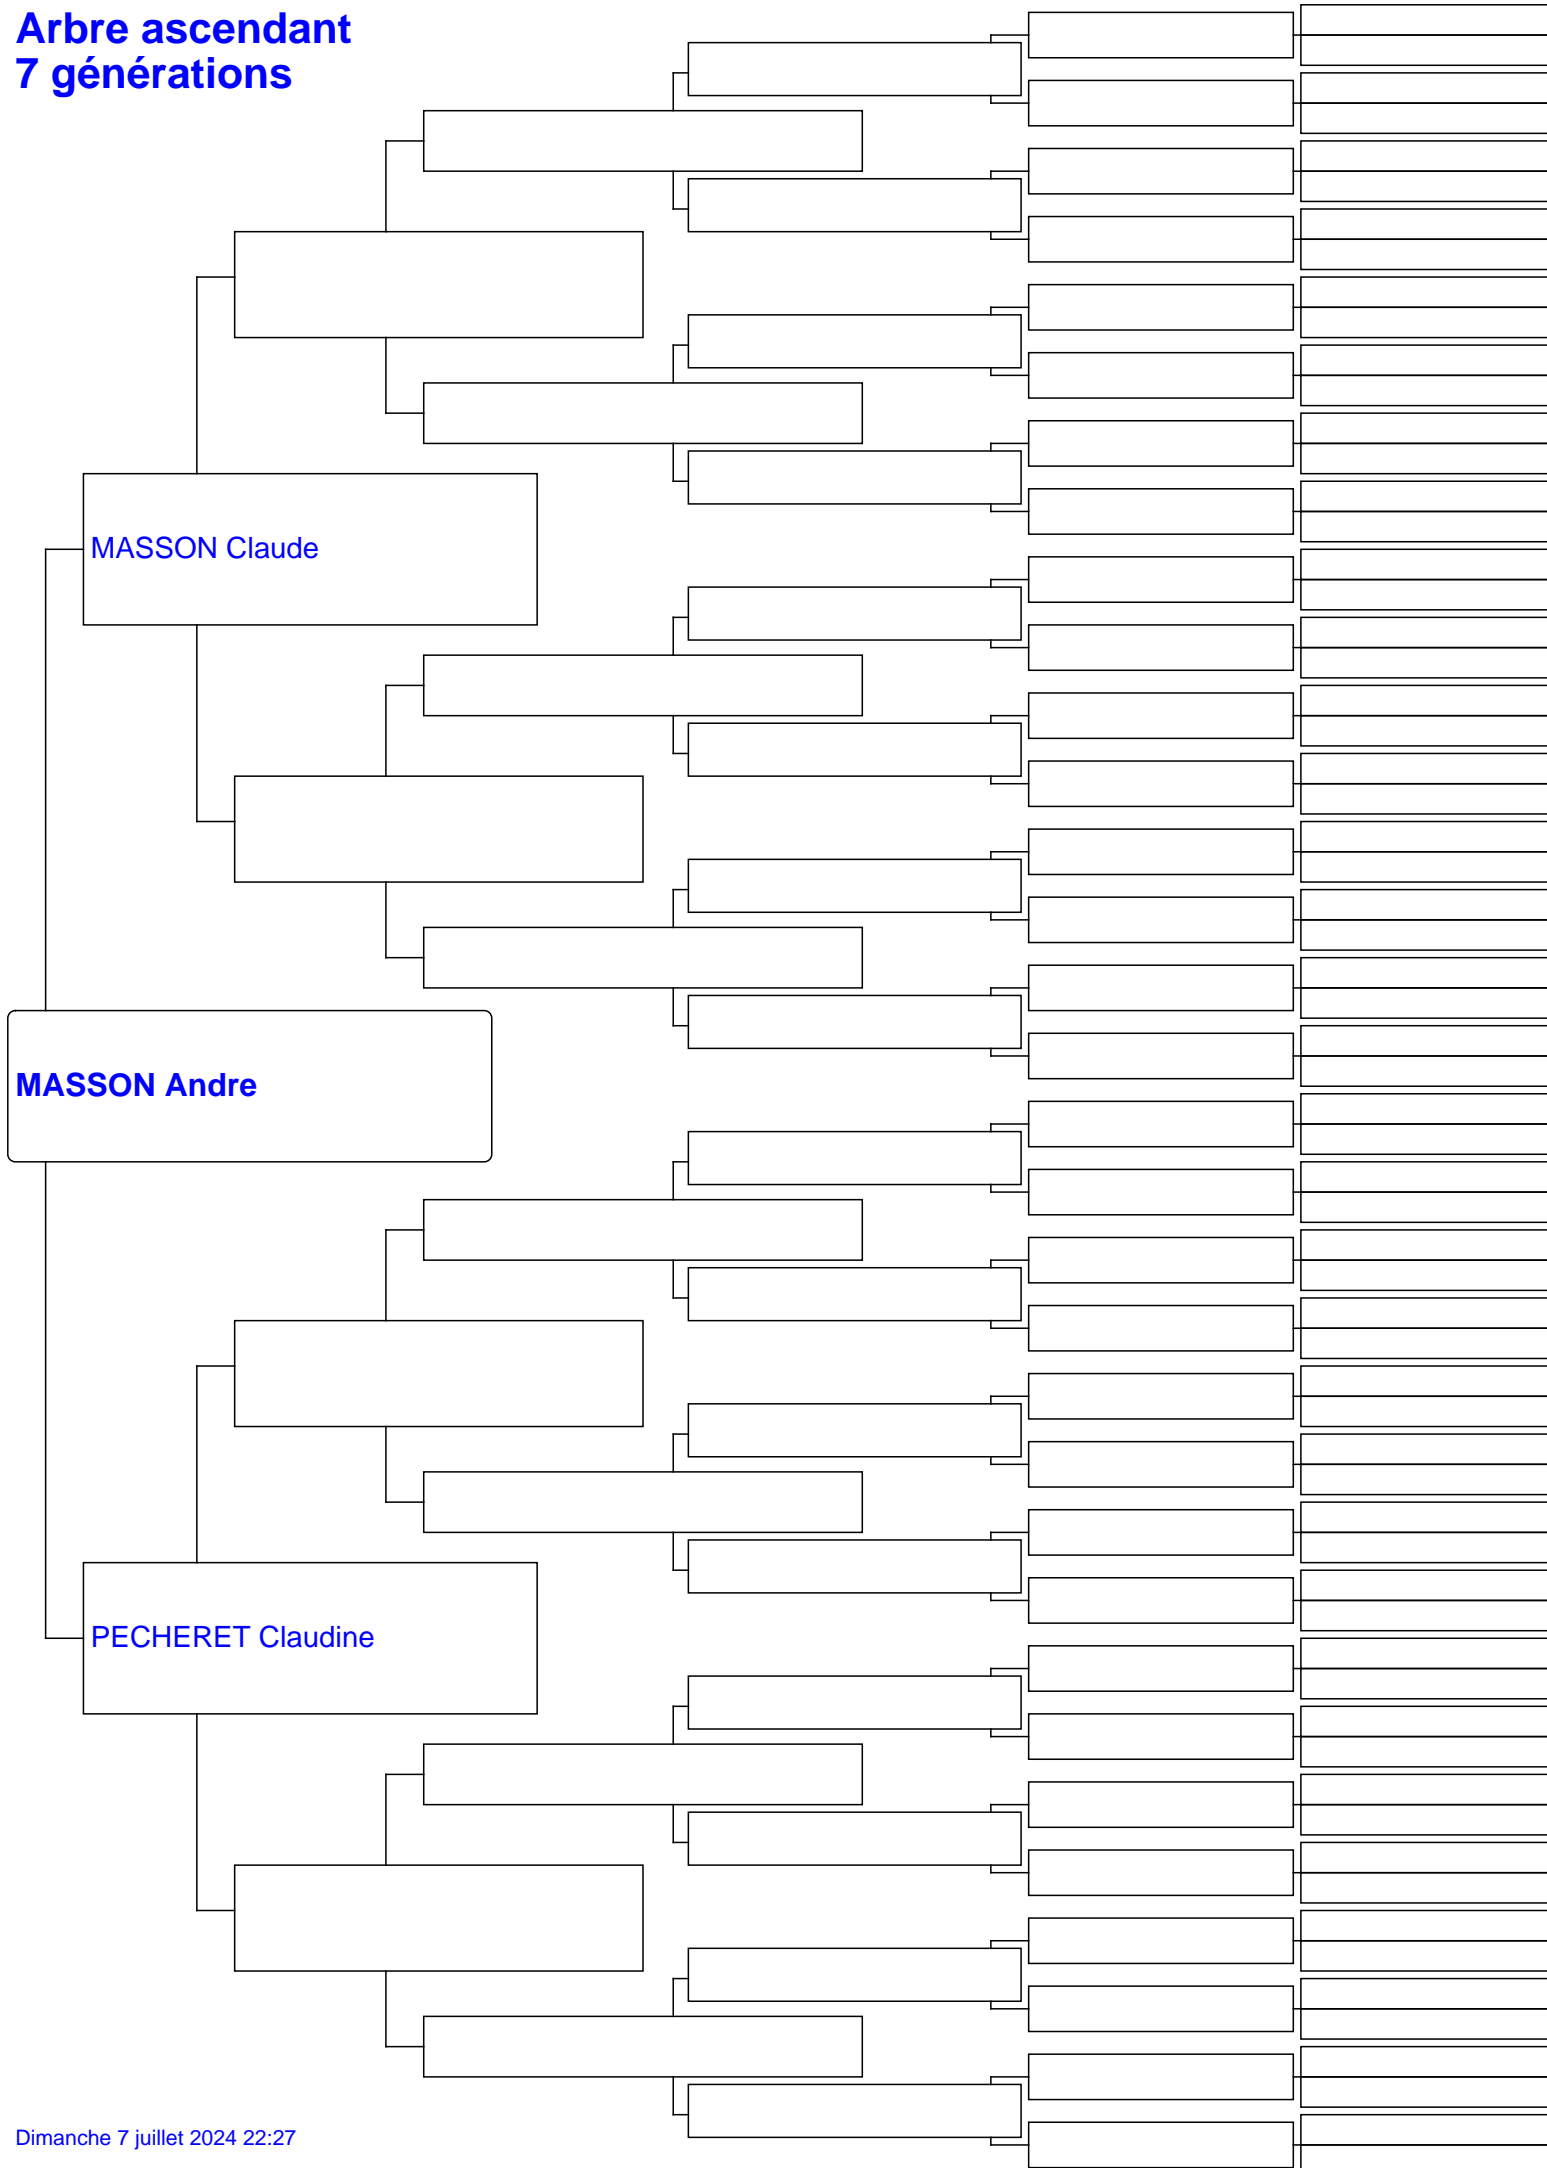 Arbre ascendant
7 générations
MASSON Claude
MASSON Andre
PECHERET Claudine
Dimanche 7 juillet 2024 22:27